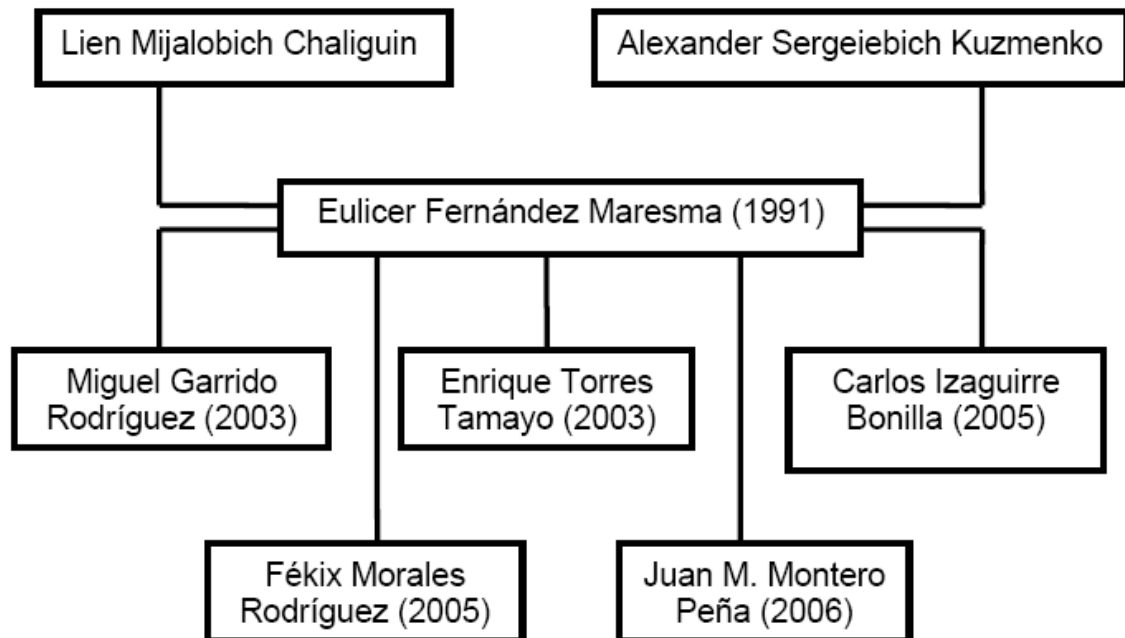 Lien Mijalobich Chaliguin
Alexander Sergeiebich Kuzmenko
Eulicer Fernández Maresma (1991)
Miguel Garrido
Rodríguez (2003)
Enrique Torres
Tamayo (2003)
Carlos Izaguirre
Bonilla (2005)
Fékix Morales
Rodríguez (2005)
Juan M. Montero
Peña (2006)